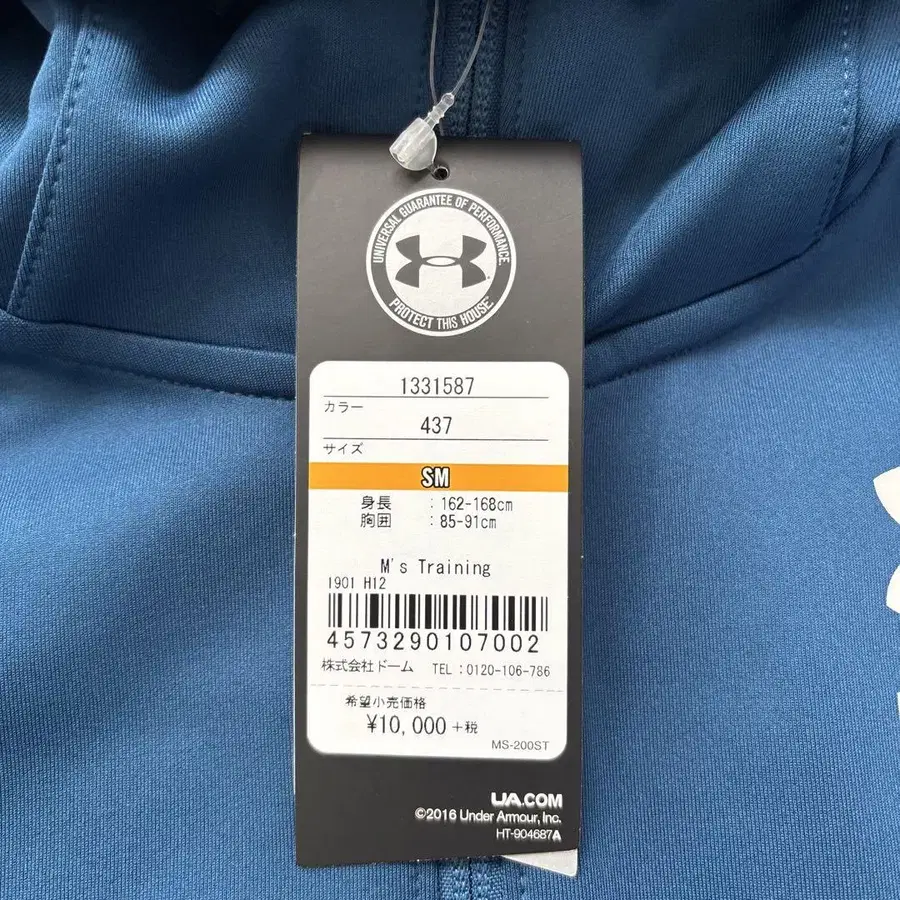 UNIVERSAL GUARANTEE OF PERFORMANCE.
PROTECT THIS HOUSE.
1331587
カラー
437
サイズ
SM
身長 :162-168cm
胸囲 :85-91cm
M's Training
1901 H12
4573290107002
株式会社ドーム TEL:0120-106-786
希望小売価格
¥10,000+税
MS-200ST
UA.COM
©2016 Under Armour, Inc.
HT-904687A